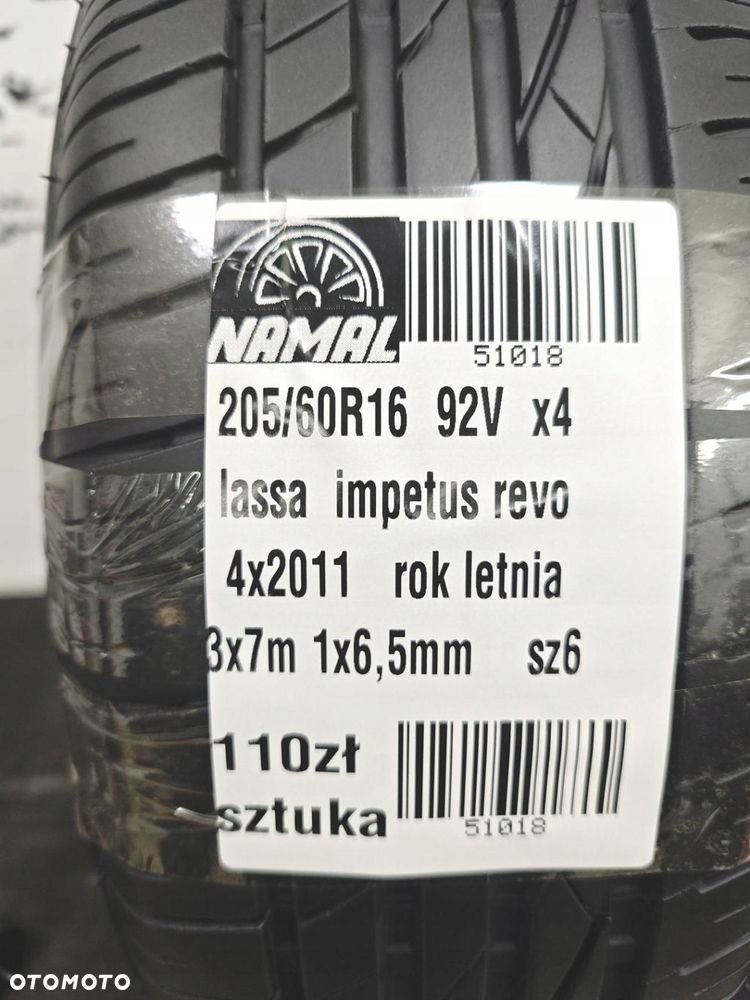 NAMAL
51018
205/60R16 92V x4
lassa impetus revo
4x2011 rok letnia
3x7m 1x6,5mm sz6
110zł
sztuka
51018
OTOMOTO